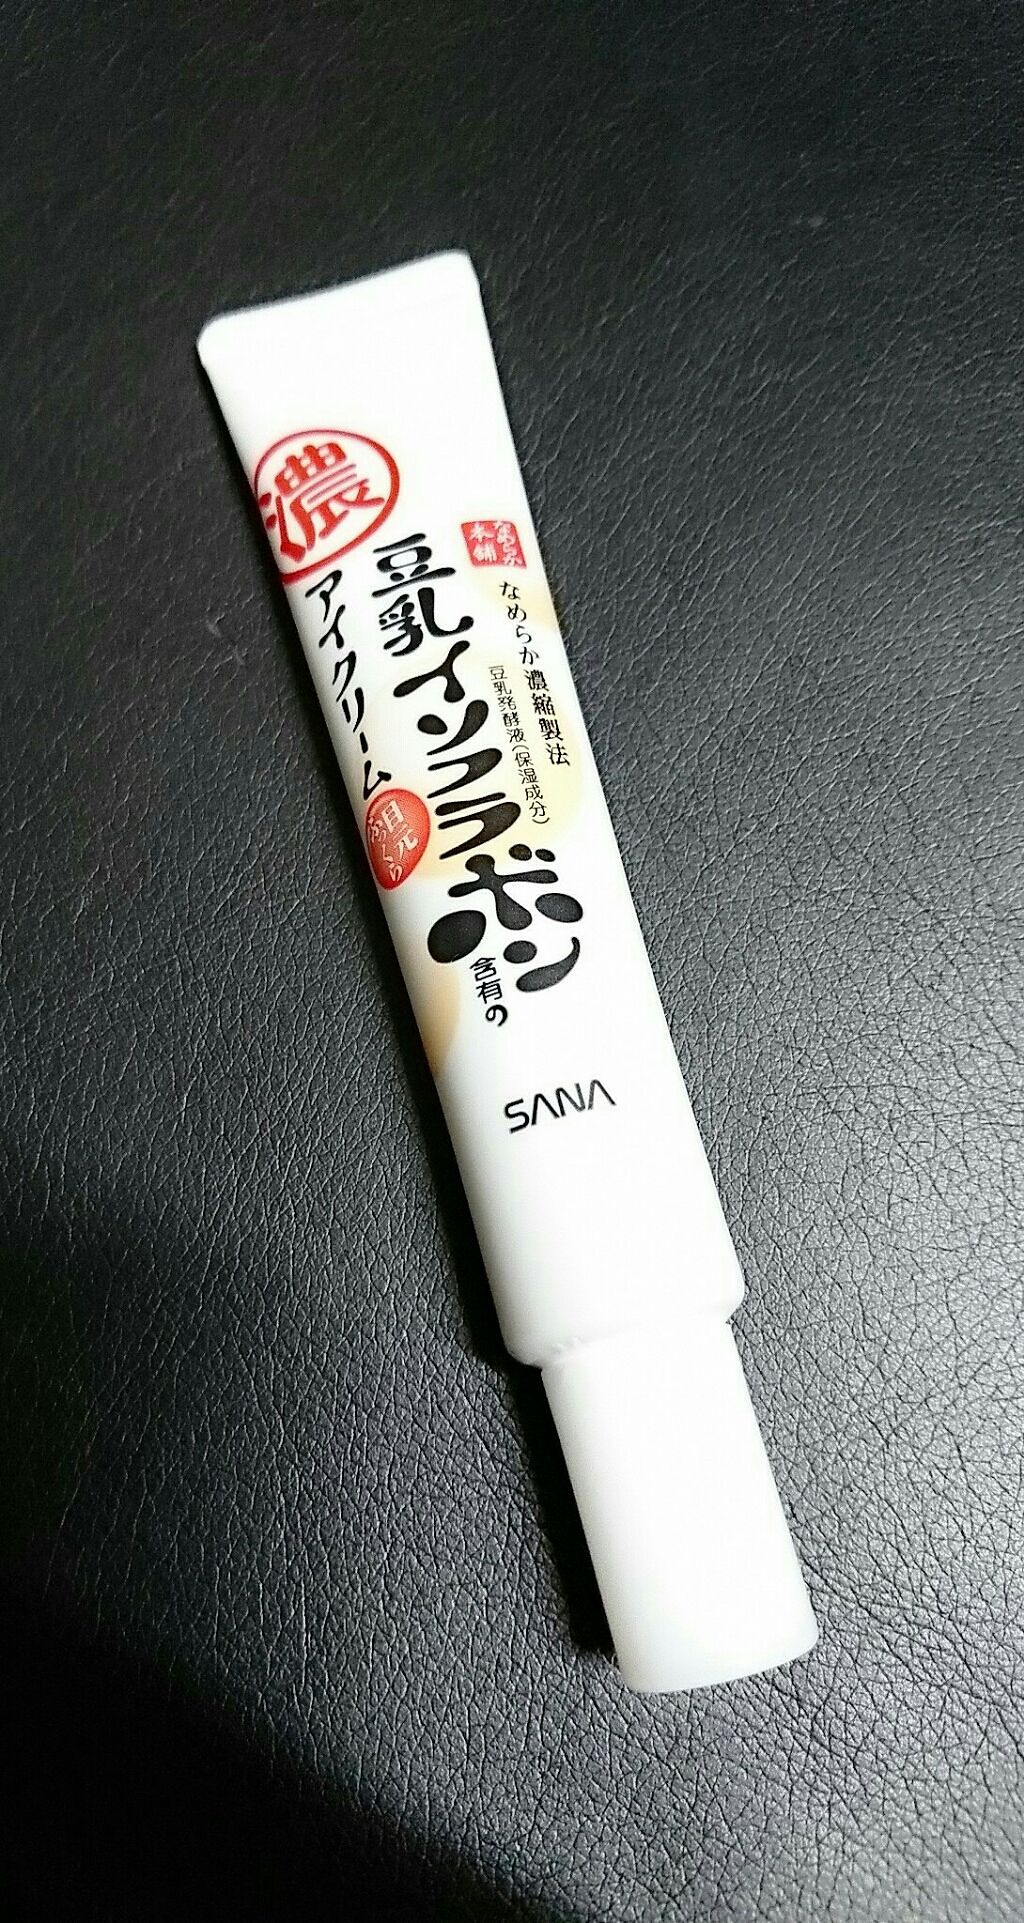 なめらか
本舗
なめらか濃縮製法
豆乳発酵液(保湿成分)
豆乳イソフラボン
含有の
濃
アイクリーム
目元
ふっくら
SANA